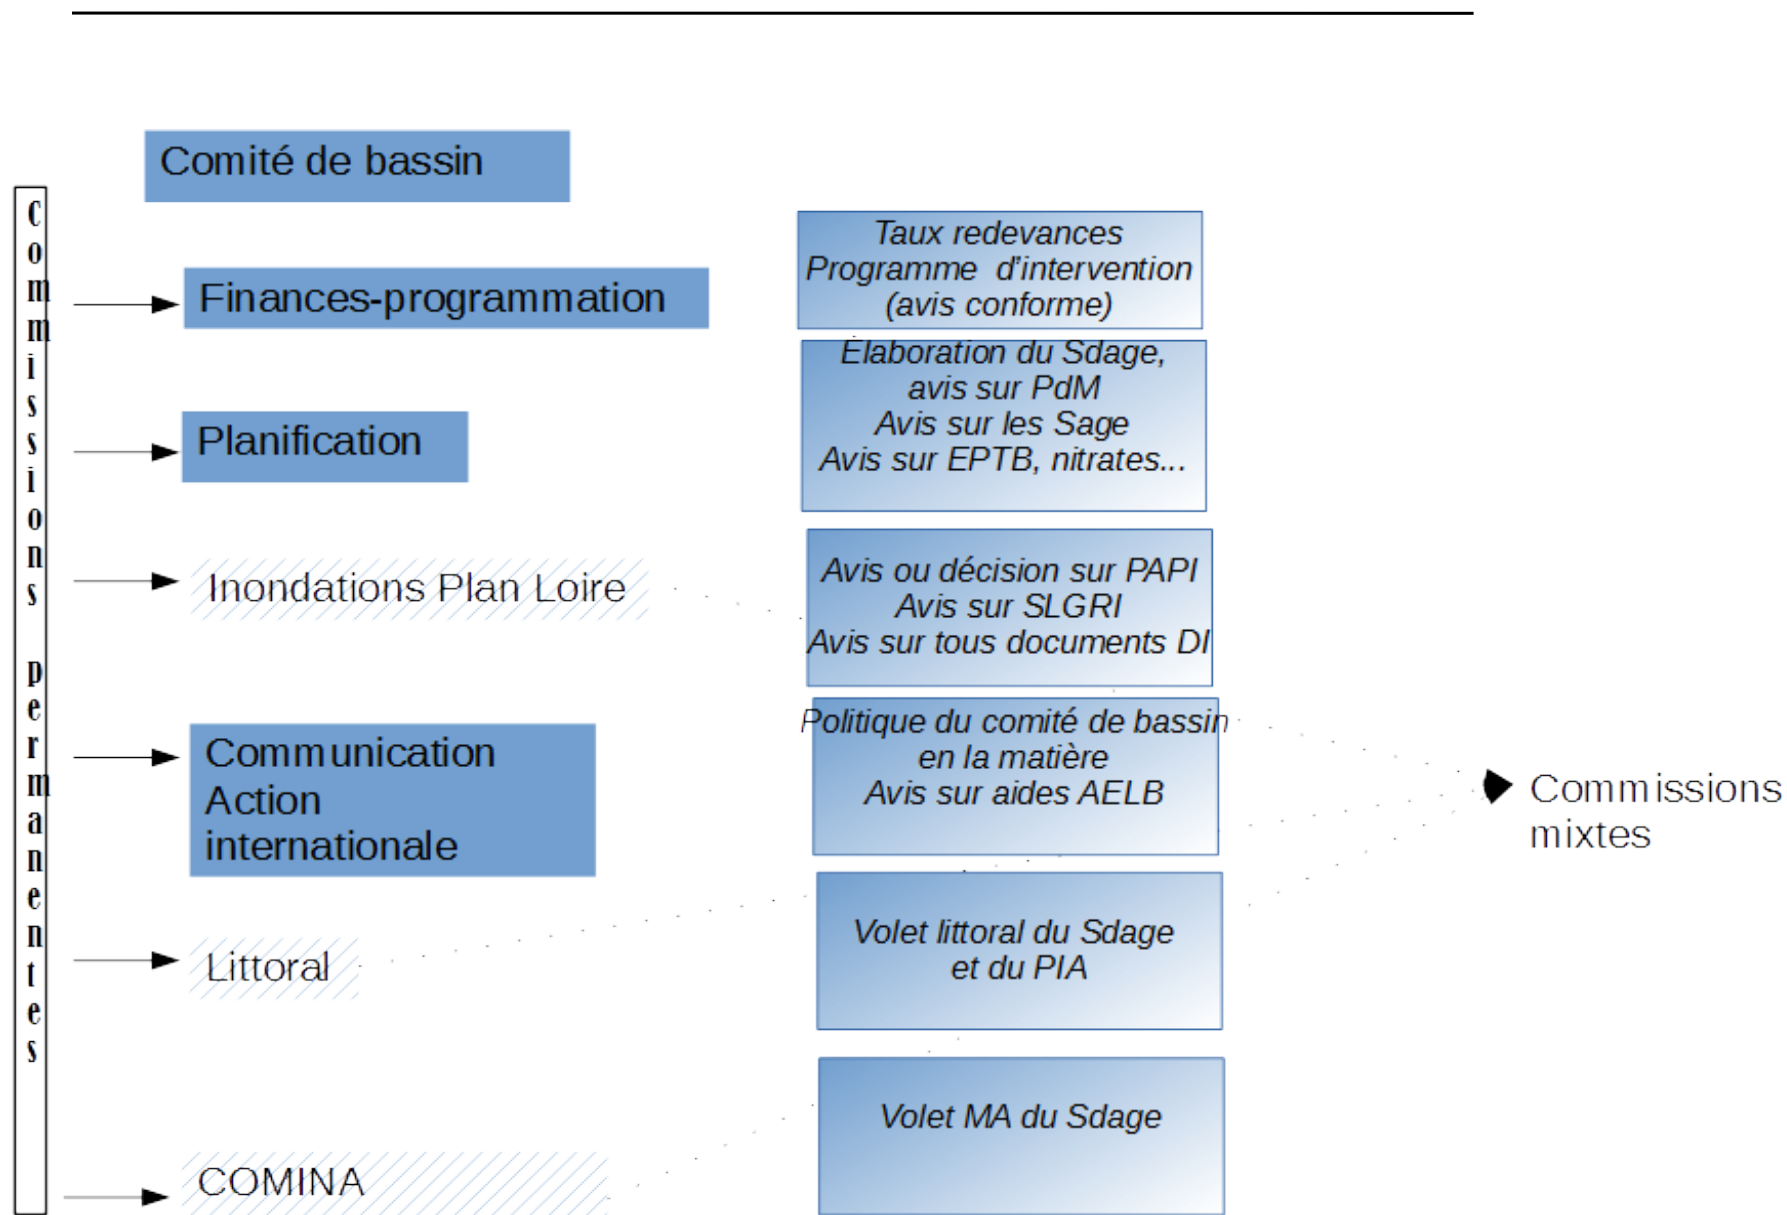 Comité de bassin
Commissions permanentes
Finances-programmation
Taux redevances
Programme d'intervention
(avis conforme)
Planification
Élaboration du Sdage,
avis sur PdM
Avis sur les Sage
Avis sur EPTB, nitrates...
Inondations Plan Loire
Avis ou décision sur PAPI
Avis sur SLGRI
Avis sur tous documents DI
Communication
Action
internationale
Politique du comité de bassin
en la matière
Avis sur aides AELB
Commissions
mixtes
Littoral
Volet littoral du Sdage
et du PIA
COMINA
Volet MA du Sdage